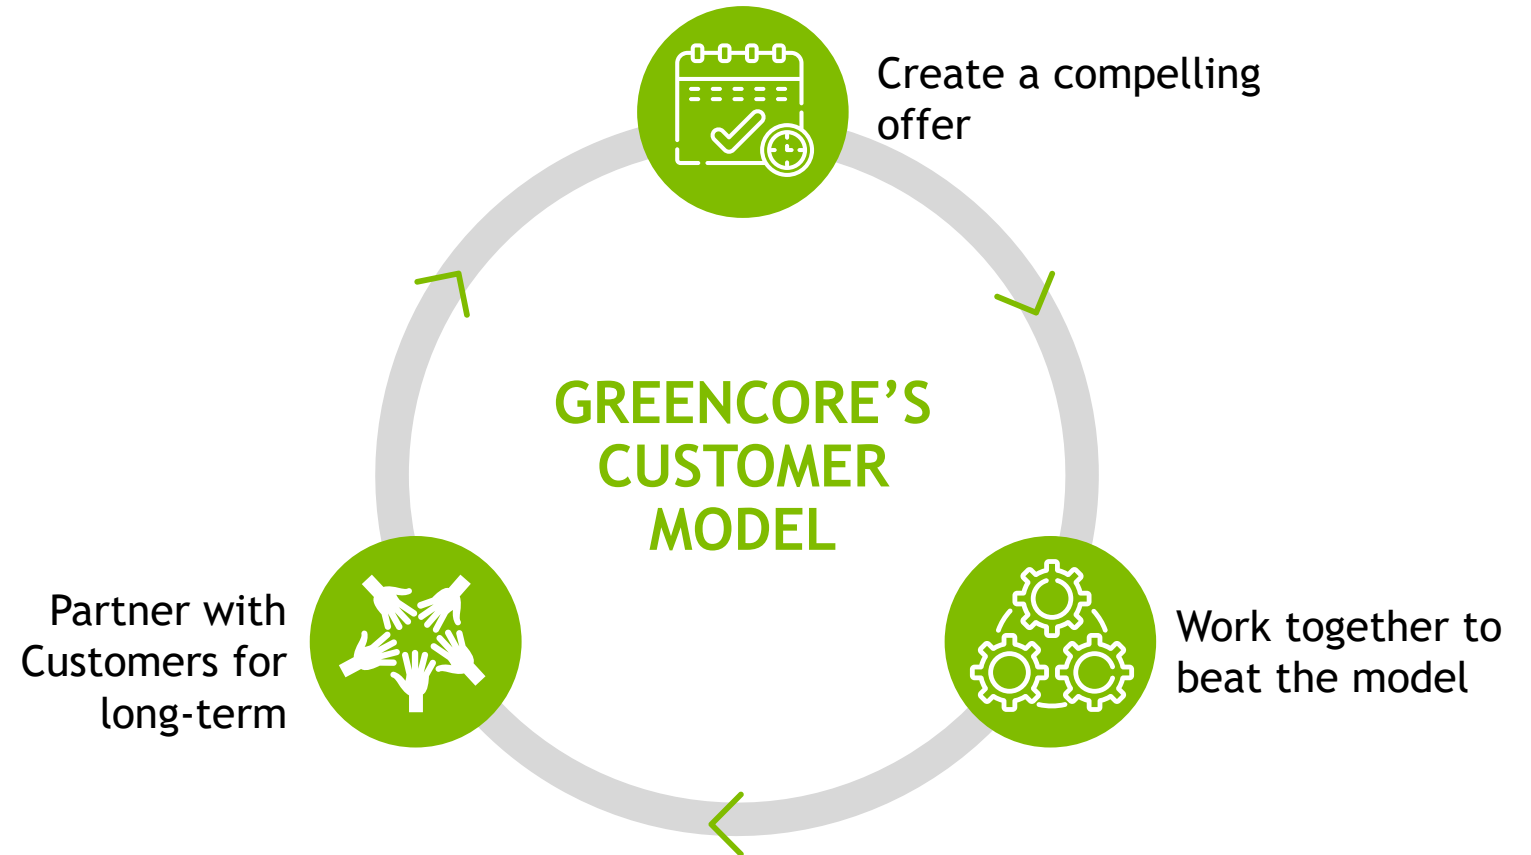 Create a compelling
offer
GREENCORE’S
CUSTOMER
MODEL
Partner with
Customers for
long-term
Work together to
beat the model